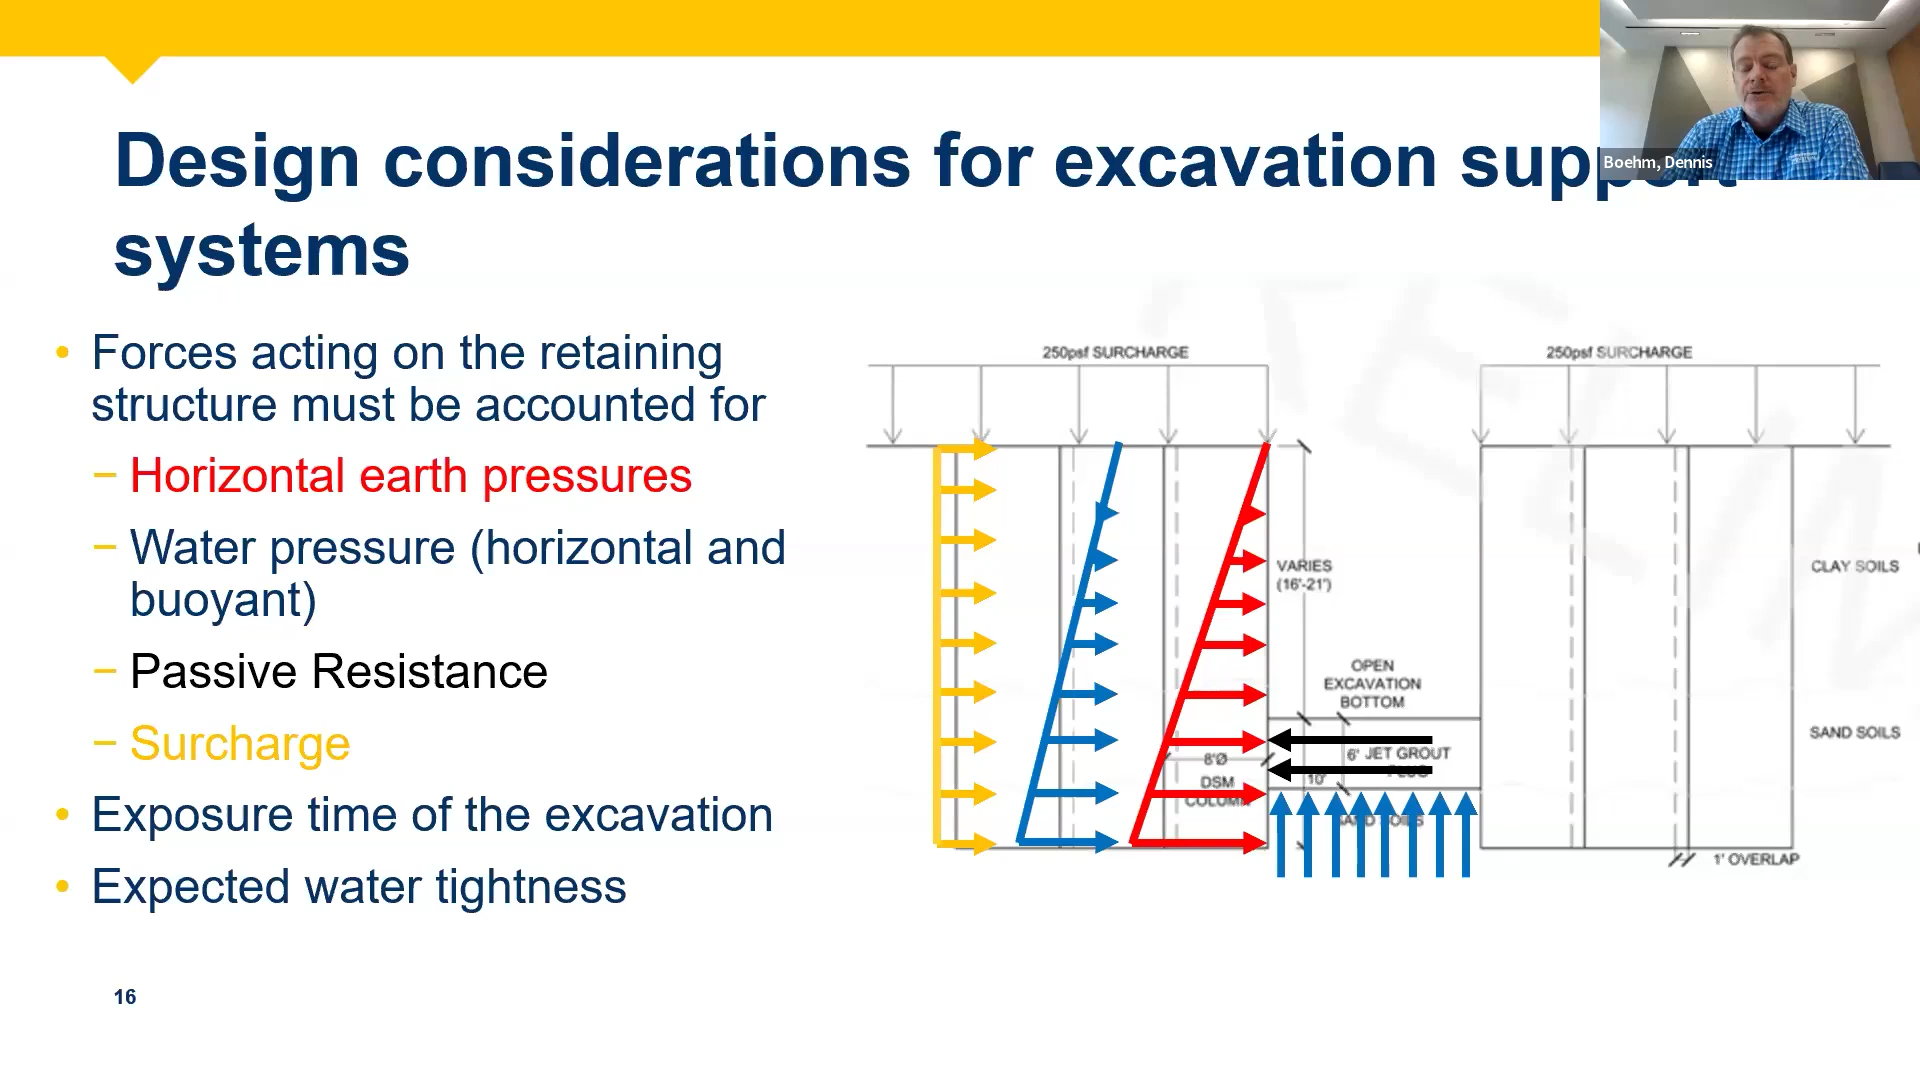 Boehm, Dennis
Design considerations for excavation support
systems
• Forces acting on the retaining
structure must be accounted for
– Horizontal earth pressures
– Water pressure (horizontal and
buoyant)
– Passive Resistance
– Surcharge
• Exposure time of the excavation
• Expected water tightness
16
250psf SURCHARGE
250psf SURCHARGE
VARIES
(16'-21')
CLAY SOILS
OPEN
EXCAVATION
BOTTOM
SAND SOILS
6' JET GROUT
PLUG
8'Ø
10'
DSM
COLUMN
SAND SOILS
1' OVERLAP